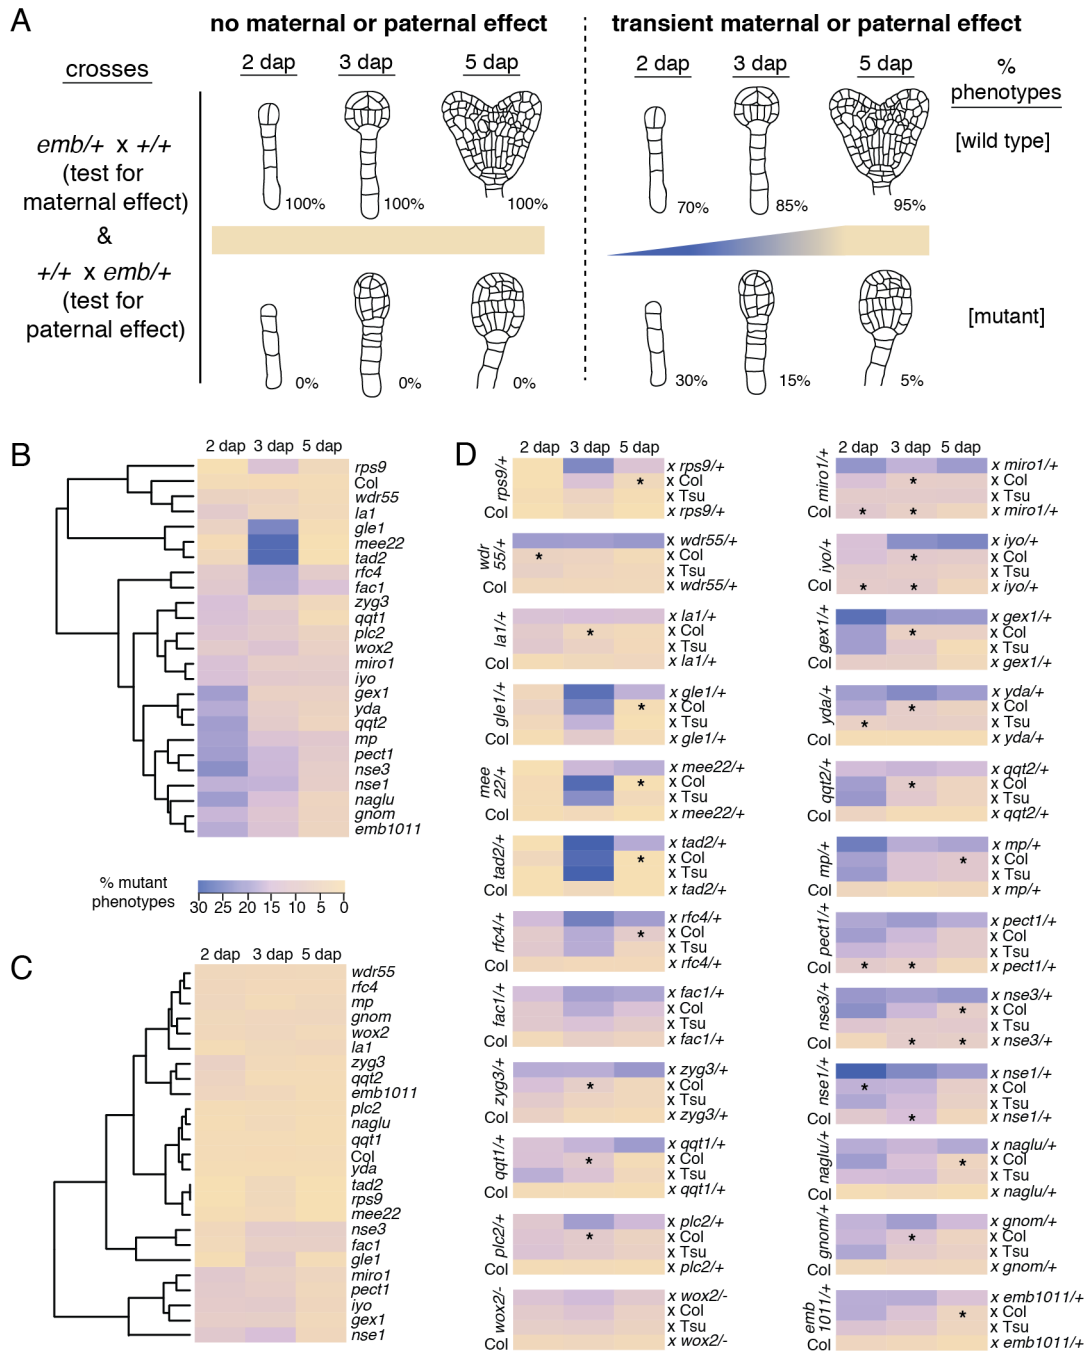 A
no maternal or paternal effect
transient maternal or paternal effect
crosses
2 dap
3 dap
5 dap
2 dap
3 dap
5 dap
%
phenotypes
emb/+ x +/+
(test for
maternal effect)
&
+/+ x emb/+
(test for
paternal effect)
100%
100%
100%
70%
85%
95%
[wild type]
0%
0%
0%
30%
15%
5%
[mutant]
B
2 dap 3 dap 5 dap
rps9
Col
wdr55
la1
gle1
mee22
tad2
rfc4
fac1
zyg3
qqt1
plc2
wox2
miro1
iyo
gex1
yda
qqt2
mp
pect1
nse3
nse1
naglu
gnom
emb1011
% mutant
phenotypes
30 25 20 15 10 5 0
C
2 dap 3 dap 5 dap
wdr55
rfc4
mp
gnom
wox2
la1
zyg3
qqt2
emb1011
plc2
naglu
qqt1
Col
yda
tad2
rps9
mee22
nse3
fac1
gle1
miro1
pect1
iyo
gex1
nse1
D
2 dap 3 dap 5 dap
rps9/+
x rps9/+
* x Col
x Tsu
Col x rps9/+
wdr
55/+
x wdr55/+
* x Col
x Tsu
Col x wdr55/+
la1/+
x la1/+
* x Col
x Tsu
Col x la1/+
gle1/+
x gle1/+
* x Col
x Tsu
Col x gle1/+
mee
22/+
x mee22/+
* x Col
x Tsu
Col x mee22/+
tad2/+
x tad2/+
* x Col
x Tsu
Col x tad2/+
rfc4/+
x rfc4/+
* x Col
x Tsu
Col x rfc4/+
fac1/+
x fac1/+
x Col
x Tsu
Col x fac1/+
zyg3/+
x zyg3/+
* x Col
x Tsu
Col x zyg3/+
qqt1/+
x qqt1/+
* x Col
x Tsu
Col x qqt1/+
plc2/+
x plc2/+
* x Col
x Tsu
Col x plc2/+
wox2/-
x wox2/-
x Col
x Tsu
Col x wox2/-
2 dap 3 dap 5 dap
miro1/+
x miro1/+
* x Col
x Tsu
Col * * x miro1/+
iyo/+
x iyo/+
* x Col
x Tsu
Col * * x iyo/+
gex1/+
x gex1/+
* x Col
x Tsu
Col x gex1/+
yda/+
x yda/+
* x Col
* x Tsu
Col x yda/+
qqt2/+
x qqt2/+
* x Col
x Tsu
Col x qqt2/+
mp/+
x mp/+
* x Col
x Tsu
Col x mp/+
pect1/+
x pect1/+
x Col
x Tsu
Col * * x pect1/+
nse3/+
x nse3/+
* x Col
x Tsu
Col * * x nse3/+
nse1/+
x nse1/+
* x Col
x Tsu
Col * x nse1/+
naglu/+
x naglu/+
* x Col
x Tsu
Col x naglu/+
gnom/+
x gnom/+
* x Col
x Tsu
Col x gnom/+
emb
1011/+
x emb1011/+
* x Col
x Tsu
Col x emb1011/+